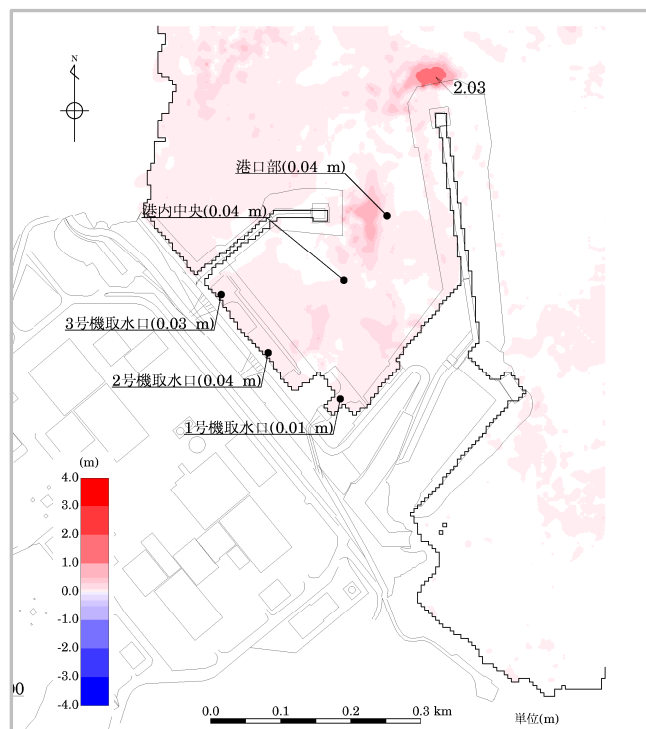 N
2.03
港口部(0.04 m)
港内中央(0.04 m)
3号機取水口(0.03 m)
2号機取水口(0.04 m)
1号機取水口(0.01 m)
(m)
4.0
3.0
2.0
1.0
0.0
-1.0
-2.0
-3.0
-4.0
00
0.0 0.1 0.2 0.3 km
単位(m)